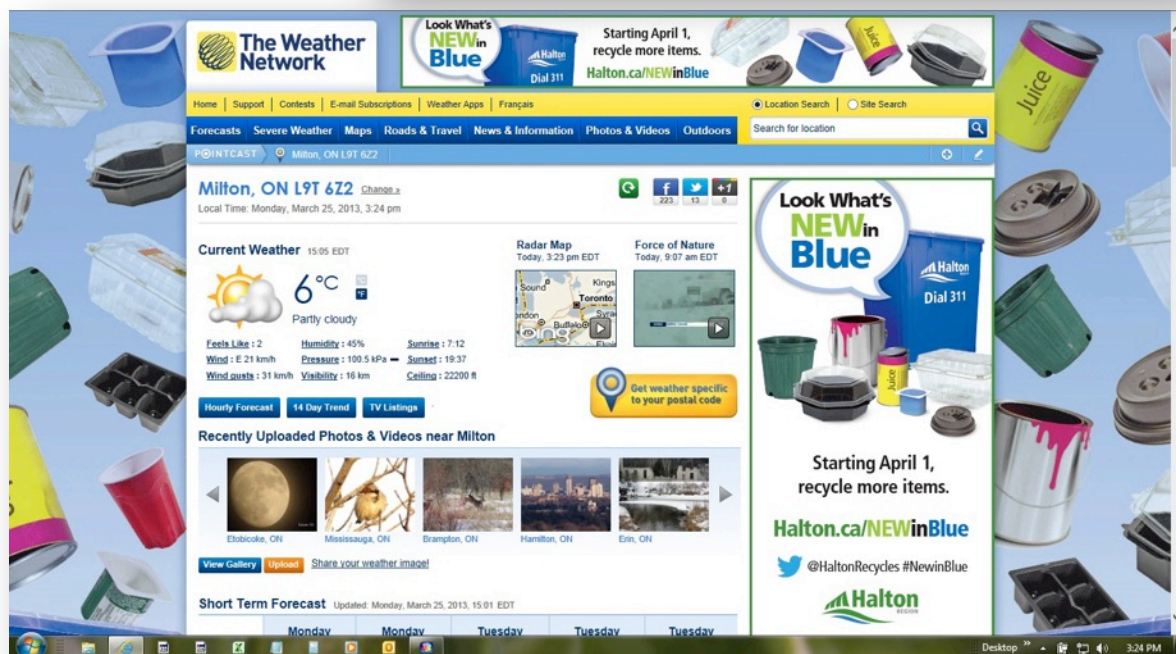 The Weather
Network
Look What's
NEW in
Blue
Halton
Dial 311
Starting April 1,
recycle more items.
Halton.ca/NEWinBlue
Juice
Home | Support | Contests | E-mail Subscriptions | Weather Apps | Français
Location Search | Site Search
Forecasts Severe Weather Maps Roads & Travel News & Information Photos & Videos Outdoors
Search for location
POINTCAST Milton, ON L9T 6Z2
Milton, ON L9T 6Z2 Change »
Local Time: Monday, March 25, 2013, 3:24 pm
223 13 +1 0
Current Weather 15:05 EDT
6°C
°C
°F
Partly cloudy
Feels Like : 2 Humidity : 45% Sunrise : 7:12
Wind : E 21 km/h Pressure : 100.5 kPa Sunset : 19:37
Wind gusts : 31 km/h Visibility : 16 km Ceiling : 22200 ft
Radar Map
Today, 3:23 pm EDT
Sound
Kings
Toronto
Buffalo
bing
Force of Nature
Today, 9:07 am EDT
Get weather specific
to your postal code
Hourly Forecast 14 Day Trend TV Listings
Recently Uploaded Photos & Videos near Milton
Etobicoke, ON Mississauga, ON Brampton, ON Hamilton, ON Erin, ON
View Gallery Upload Share your weather image!
Short Term Forecast Updated: Monday, March 25, 2013, 15:01 EDT
Monday Monday Tuesday Tuesday Tuesday
Look What's
NEW in
Blue
Halton
REGION
Dial 311
Juice
Starting April 1,
recycle more items.
Halton.ca/NEWinBlue
@HaltonRecycles #NewinBlue
Halton
REGION
Juice
Desktop » 3:24 PM